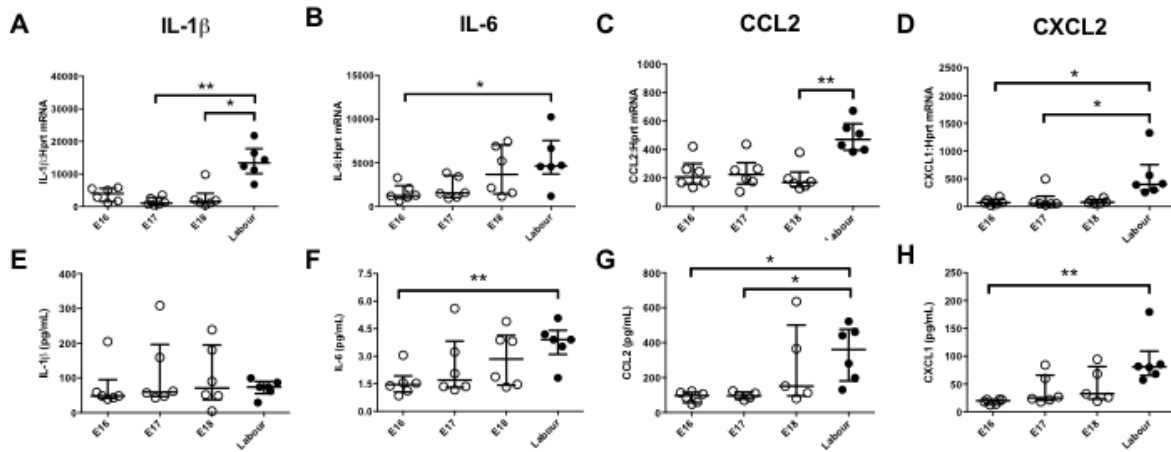 A IL-1β
B IL-6
C CCL2
D CXCL2
IL-1β:Hprt mRNA
40000
30000
20000
10000
0
E16 E17 E18 Labour
** *
IL-6:Hprt mRNA
15000
10000
5000
0
E16 E17 E18 Labour
*
CCL2:Hprt mRNA
1000
800
600
400
200
0
E16 E17 E18 Labour
**
CXCL1:Hprt mRNA
2500
2000
1500
1000
500
0
E16 E17 E18 Labour
* *
E
IL-1β (pg/mL)
400
300
200
100
0
E16 E17 E18 Labour
F
IL-6 (pg/mL)
7.5
6.0
4.5
3.0
1.5
0
E16 E17 E10 Labour
**
G
CCL2 (pg/mL)
800
600
400
200
0
E16 E17 E18 Labour
* *
H
CXCL1 (pg/mL)
250
200
150
100
50
0
E16 E17 E18 Labour
**